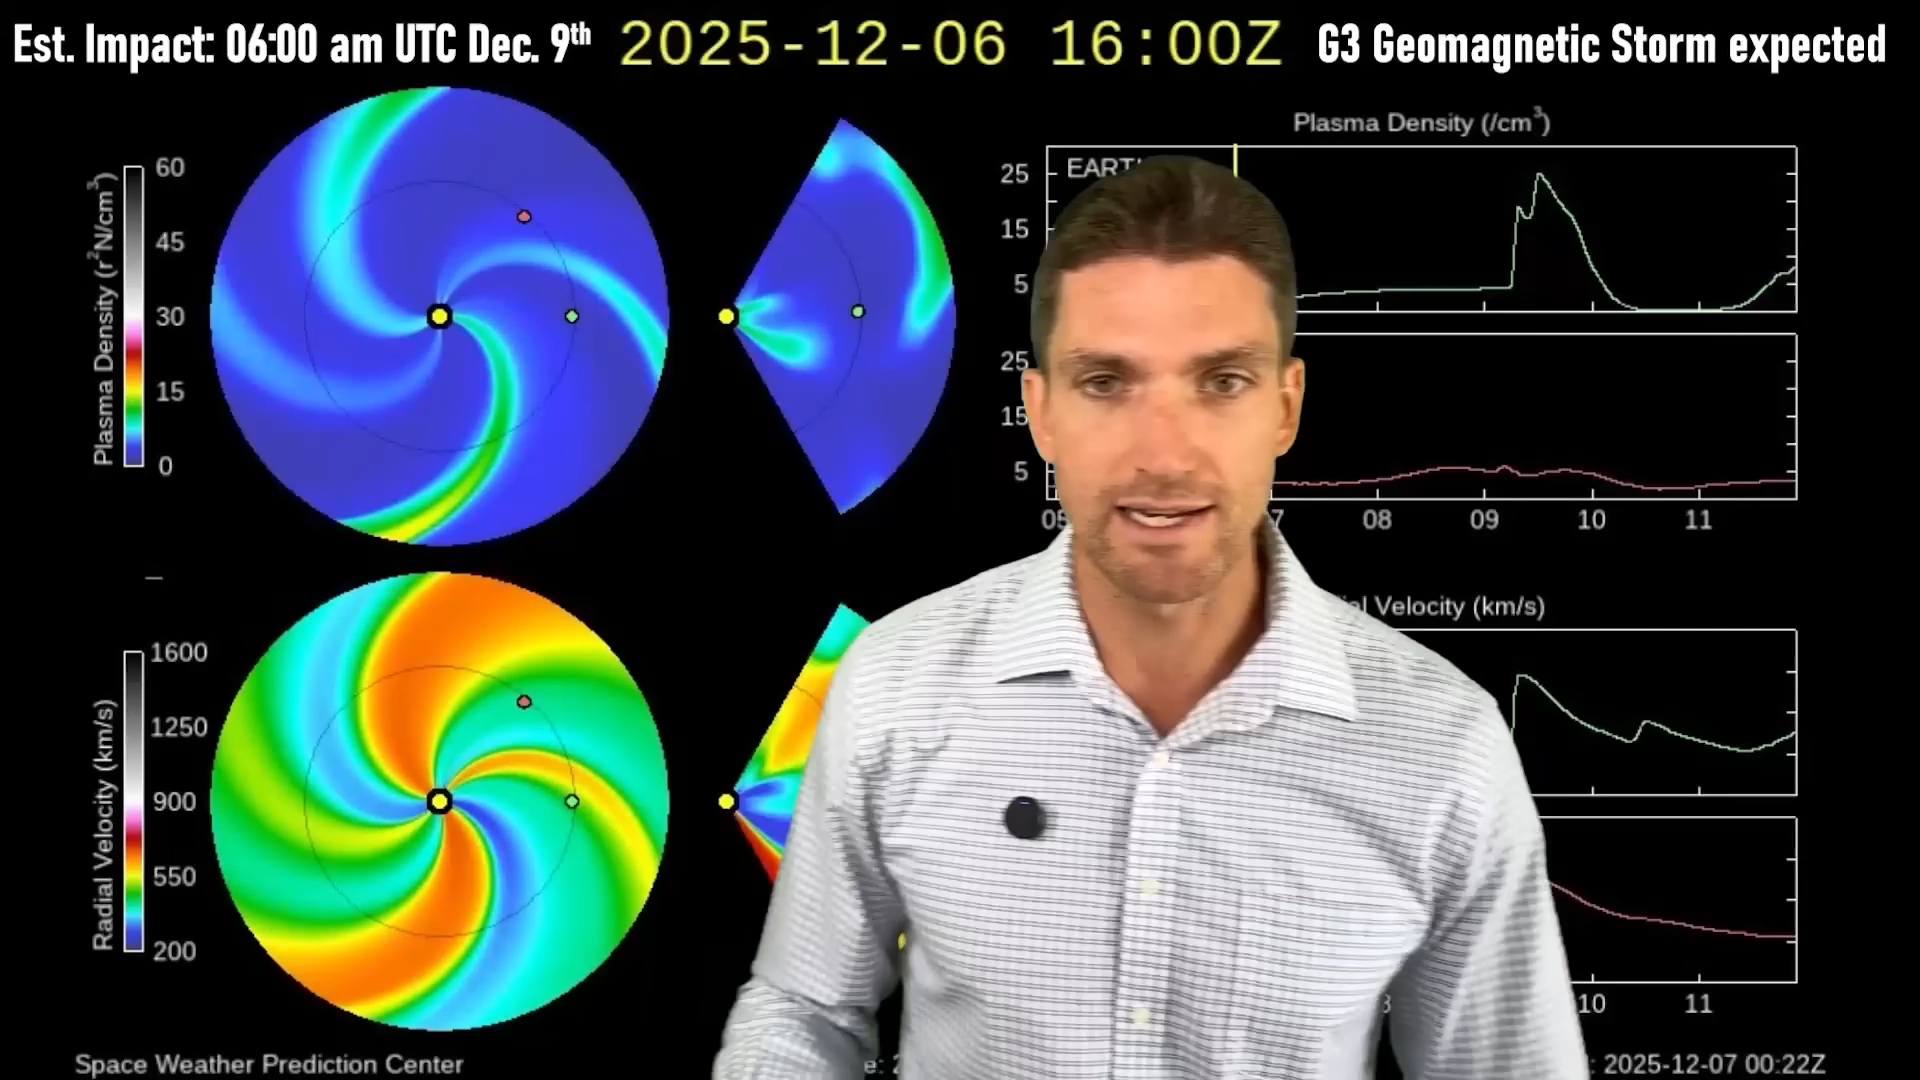 Est. Impact: 06:00 am UTC Dec. 9th
2025-12-06 16:00Z
G3 Geomagnetic Storm expected
Plasma Density (/cm³)
25
15
5
25
15
5
08
09
10
11
Plasma Density (r²N/cm³)
60
45
30
15
0
Velocity (km/s)
10
11
Radial Velocity (km/s)
1600
1250
900
550
200
Space Weather Prediction Center
2025-12-07 00:22Z